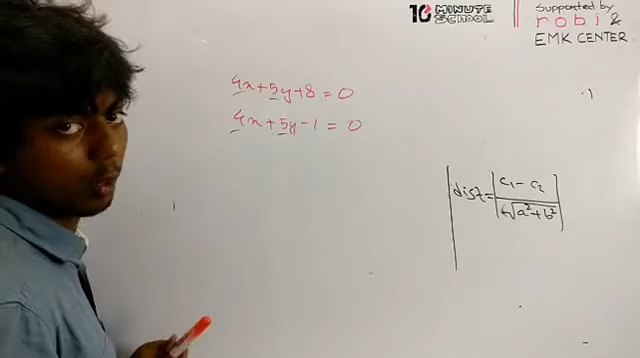 10 MINUTE SCHOOL
Supported by
robi &
EMK CENTER
4x+5y+8=0
4x+5y-1=0
dist = |c₁-c₂ / √a²+b²|